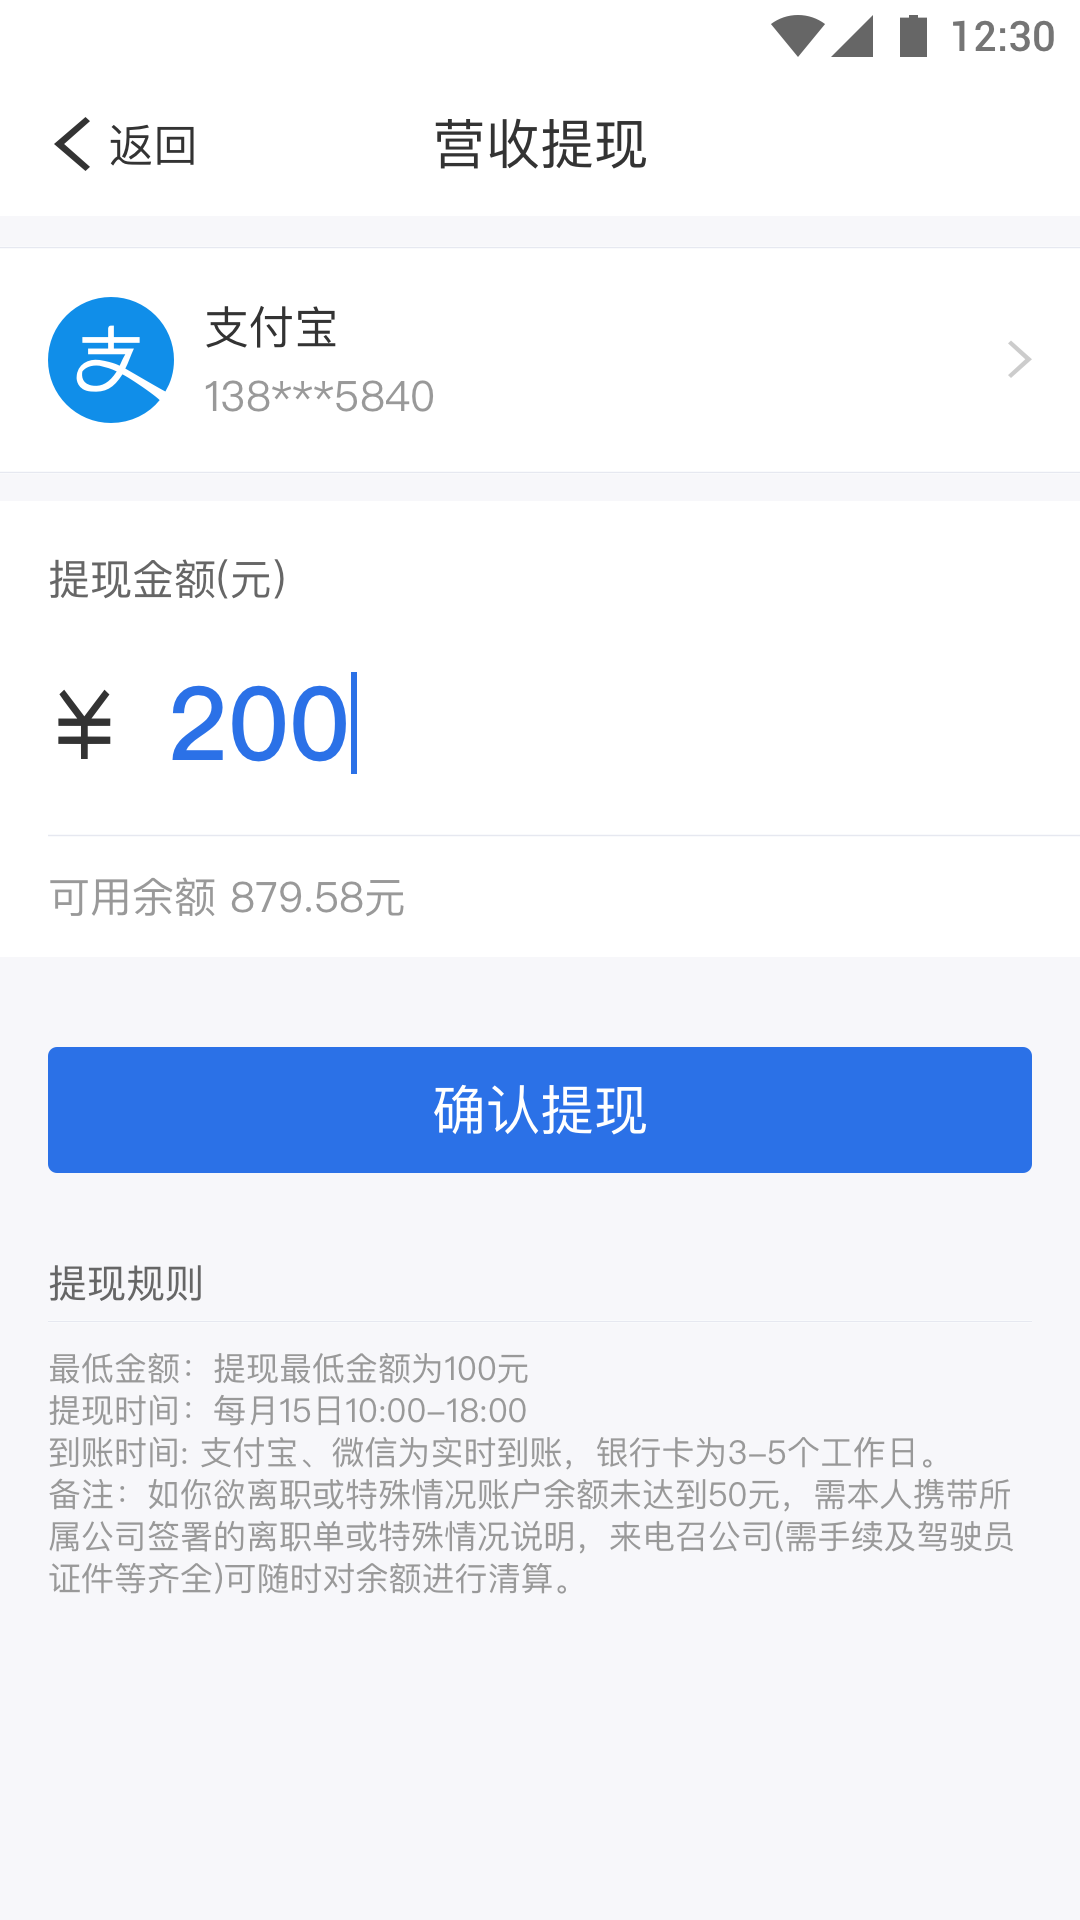 12:30
返回
营收提现
支付宝
138***5840
提现金额(元)
¥ 200
可用余额 879.58元
确认提现
提现规则
最低金额：提现最低金额为100元
提现时间：每月15日10:00-18:00
到账时间: 支付宝、微信为实时到账，银行卡为3-5个工作日。
备注：如你欲离职或特殊情况账户余额未达到50元，需本人携带所
属公司签署的离职单或特殊情况说明，来电召公司(需手续及驾驶员
证件等齐全)可随时对余额进行清算。